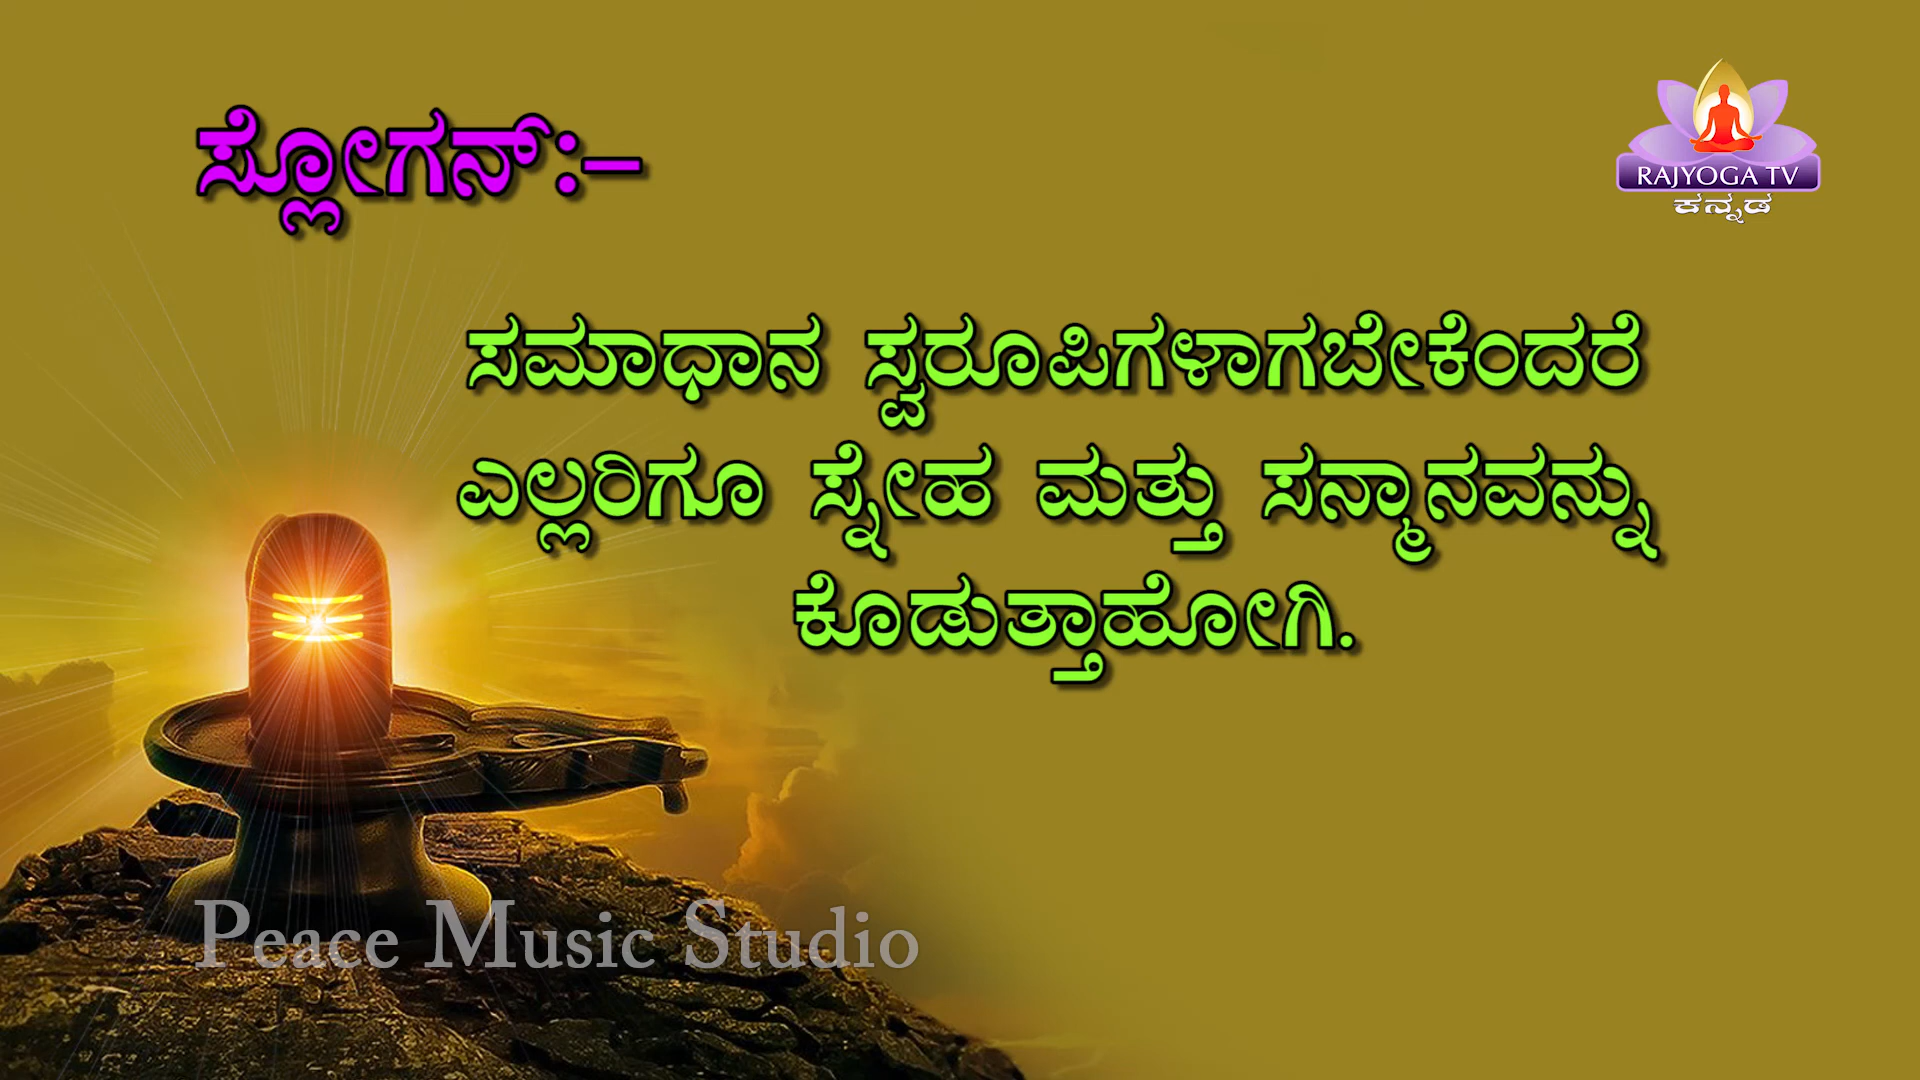 ಸ್ಲೋಗನ್:–
RAJYOGA TV
ಕನ್ನಡ
ಸಮಾಧಾನ ಸ್ವರೂಪಿಗಳಾಗಬೇಕೆಂದರೆ
ಎಲ್ಲರಿಗೂ ಸ್ನೇಹ ಮತ್ತು ಸನ್ಮಾನವನ್ನು
ಕೊಡುತ್ತಾಹೋಗಿ.
Peace Music Studio